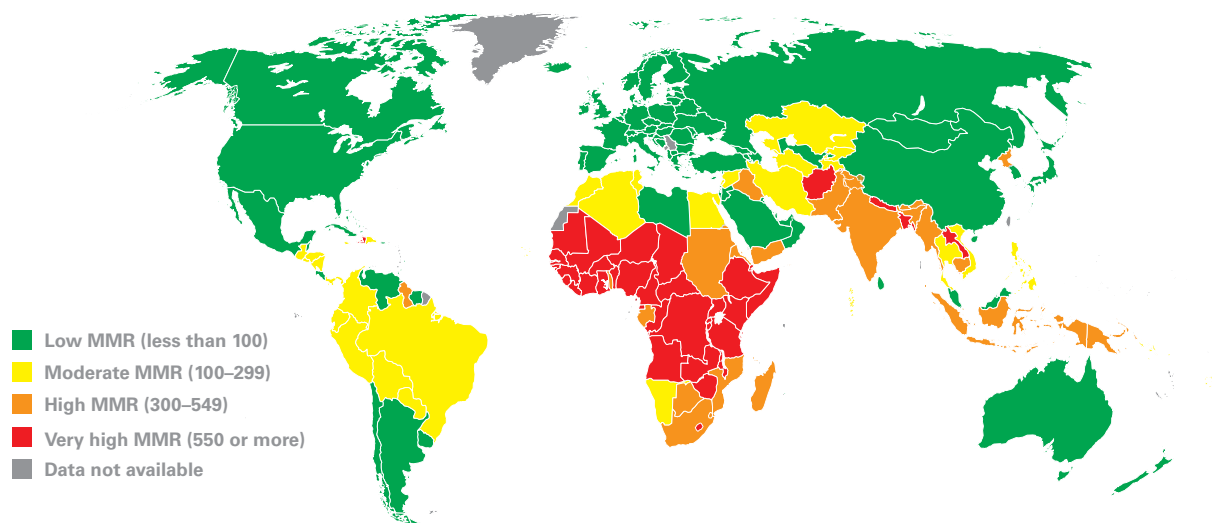 Low MMR (less than 100)
Moderate MMR (100–299)
High MMR (300–549)
Very high MMR (550 or more)
Data not available